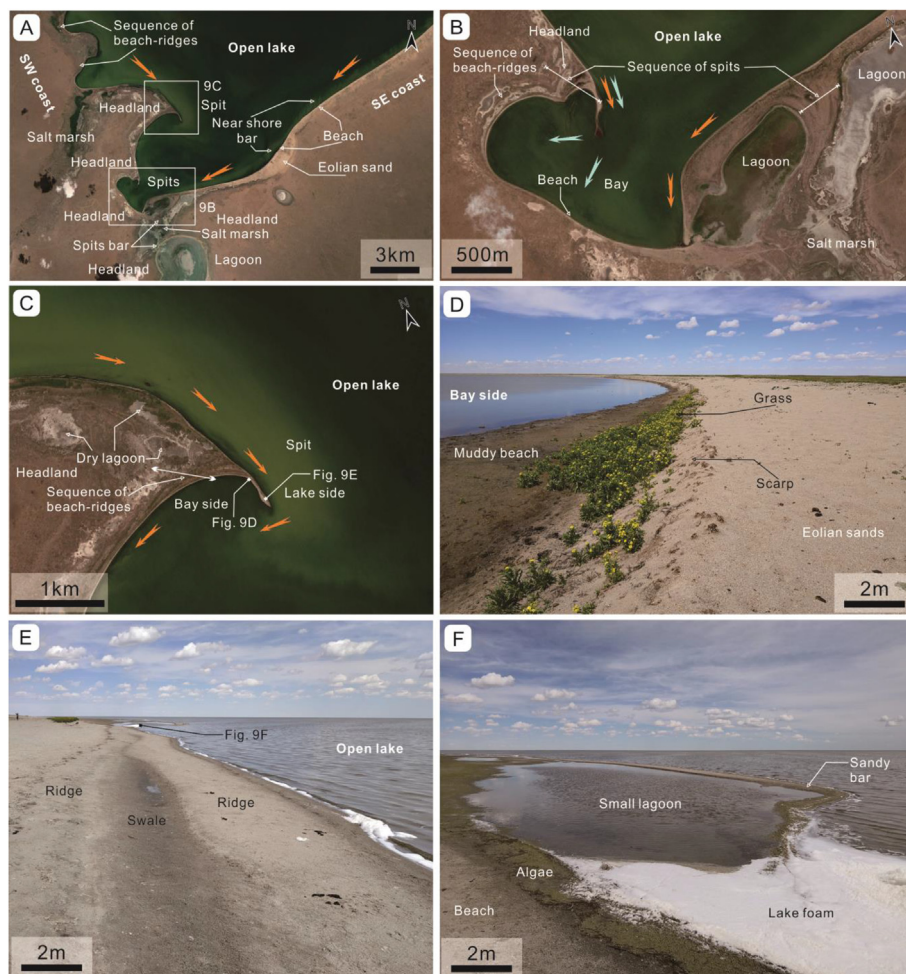 A
Sequence of
beach-ridges
Open lake
N
SW coast
SE coast
9C
Headland
Spit
Near shore
bar
Beach
Salt marsh
Eolian sand
Headland
Spits
Headland
9B
Headland
Salt marsh
Spits bar
Lagoon
Headland
3km
B
Headland
Open lake
N
Sequence of
beach-ridges
Sequence of spits
Lagoon
Lagoon
Beach
Bay
Salt marsh
500m
C
N
Open lake
Spit
Dry lagoon
Headland
Fig. 9E
Sequence of
beach-ridges
Bay side
Lake side
Fig. 9D
1km
D
Bay side
Grass
Muddy beach
Scarp
Eolian sands
2m
E
Fig. 9F
Open lake
Ridge
Ridge
Swale
2m
F
Sandy
bar
Small lagoon
Algae
Beach
Lake foam
2m